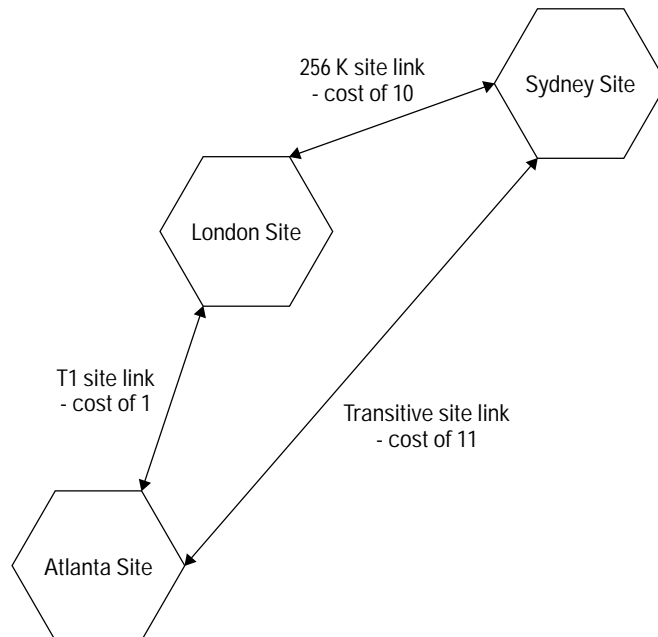 256 K site link
- cost of 10
Sydney Site
London Site
T1 site link
- cost of 1
Transitive site link
- cost of 11
Atlanta Site